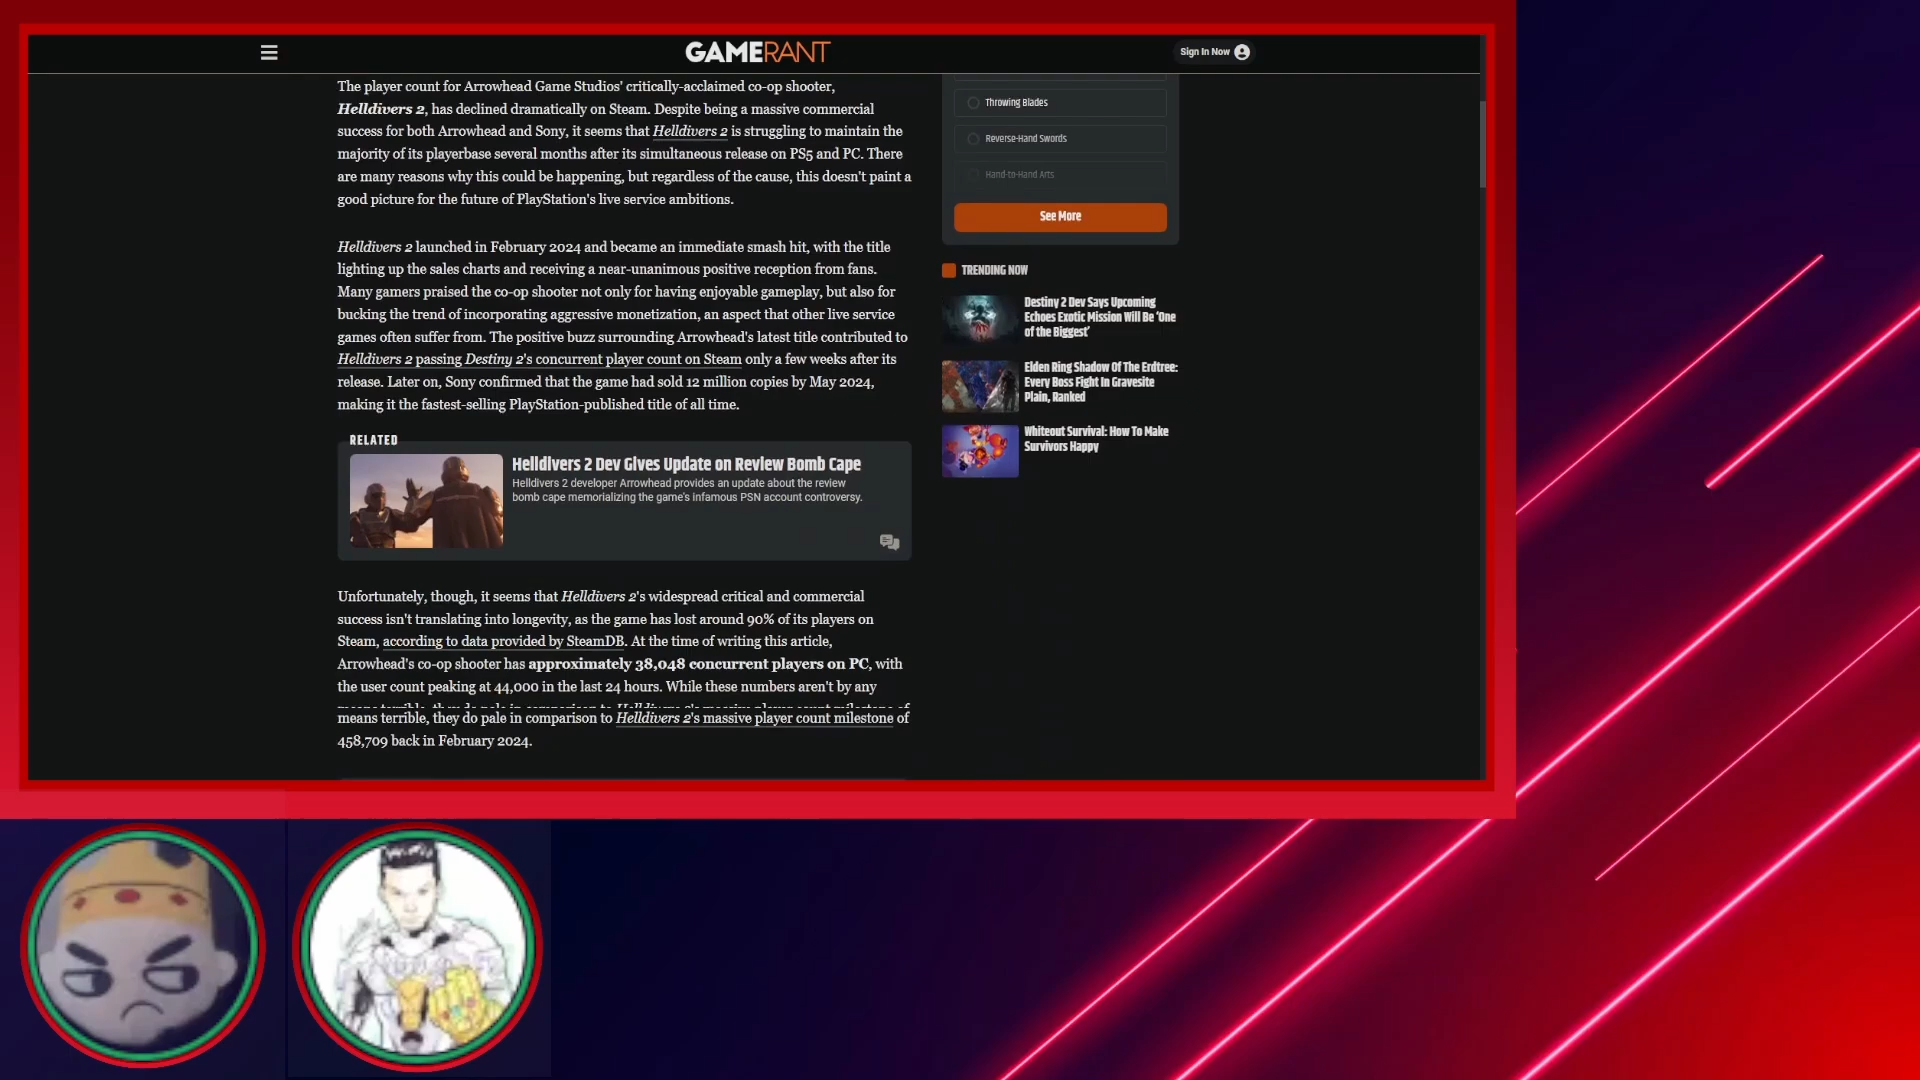 GAMERANT
Sign In Now
The player count for Arrowhead Game Studios' critically-acclaimed co-op shooter,
Helldivers 2, has declined dramatically on Steam. Despite being a massive commercial
success for both Arrowhead and Sony, it seems that Helldivers 2 is struggling to maintain the
majority of its playerbase several months after its simultaneous release on PS5 and PC. There
are many reasons why this could be happening, but regardless of the cause, this doesn't paint a
good picture for the future of PlayStation's live service ambitions.
Helldivers 2 launched in February 2024 and became an immediate smash hit, with the title
lighting up the sales charts and receiving a near-unanimous positive reception from fans.
Many gamers praised the co-op shooter not only for having enjoyable gameplay, but also for
bucking the trend of incorporating aggressive monetization, an aspect that other live service
games often suffer from. The positive buzz surrounding Arrowhead's latest title contributed to
Helldivers 2 passing Destiny 2's concurrent player count on Steam only a few weeks after its
release. Later on, Sony confirmed that the game had sold 12 million copies by May 2024,
making it the fastest-selling PlayStation-published title of all time.
RELATED
Helldivers 2 Dev Gives Update on Review Bomb Cape
Helldivers 2 developer Arrowhead provides an update about the review
bomb cape memorializing the game's infamous PSN account controversy.
Unfortunately, though, it seems that Helldivers 2's widespread critical and commercial
success isn't translating into longevity, as the game has lost around 90% of its players on
Steam, according to data provided by SteamDB. At the time of writing this article,
Arrowhead's co-op shooter has approximately 38,048 concurrent players on PC, with
the user count peaking at 44,000 in the last 24 hours. While these numbers aren't by any
means terrible, they do pale in comparison to Helldivers 2's massive player count milestone of
458,709 back in February 2024.
Throwing Blades
Reverse-Hand Swords
Hand-to-Hand Arts
See More
TRENDING NOW
Destiny 2 Dev Says Upcoming
Echoes Exotic Mission Will Be 'One
of the Biggest'
Elden Ring Shadow Of The Erdtree:
Every Boss Fight In Gravesite
Plain, Ranked
Whiteout Survival: How To Make
Survivors Happy